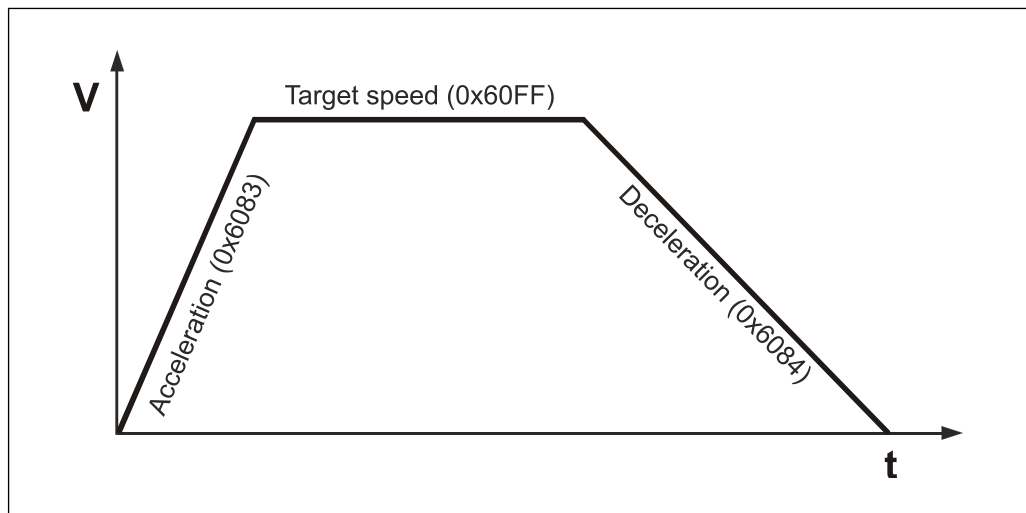 V
Target speed (0x60FF)
Acceleration (0x6083)
Deceleration (0x6084)
t